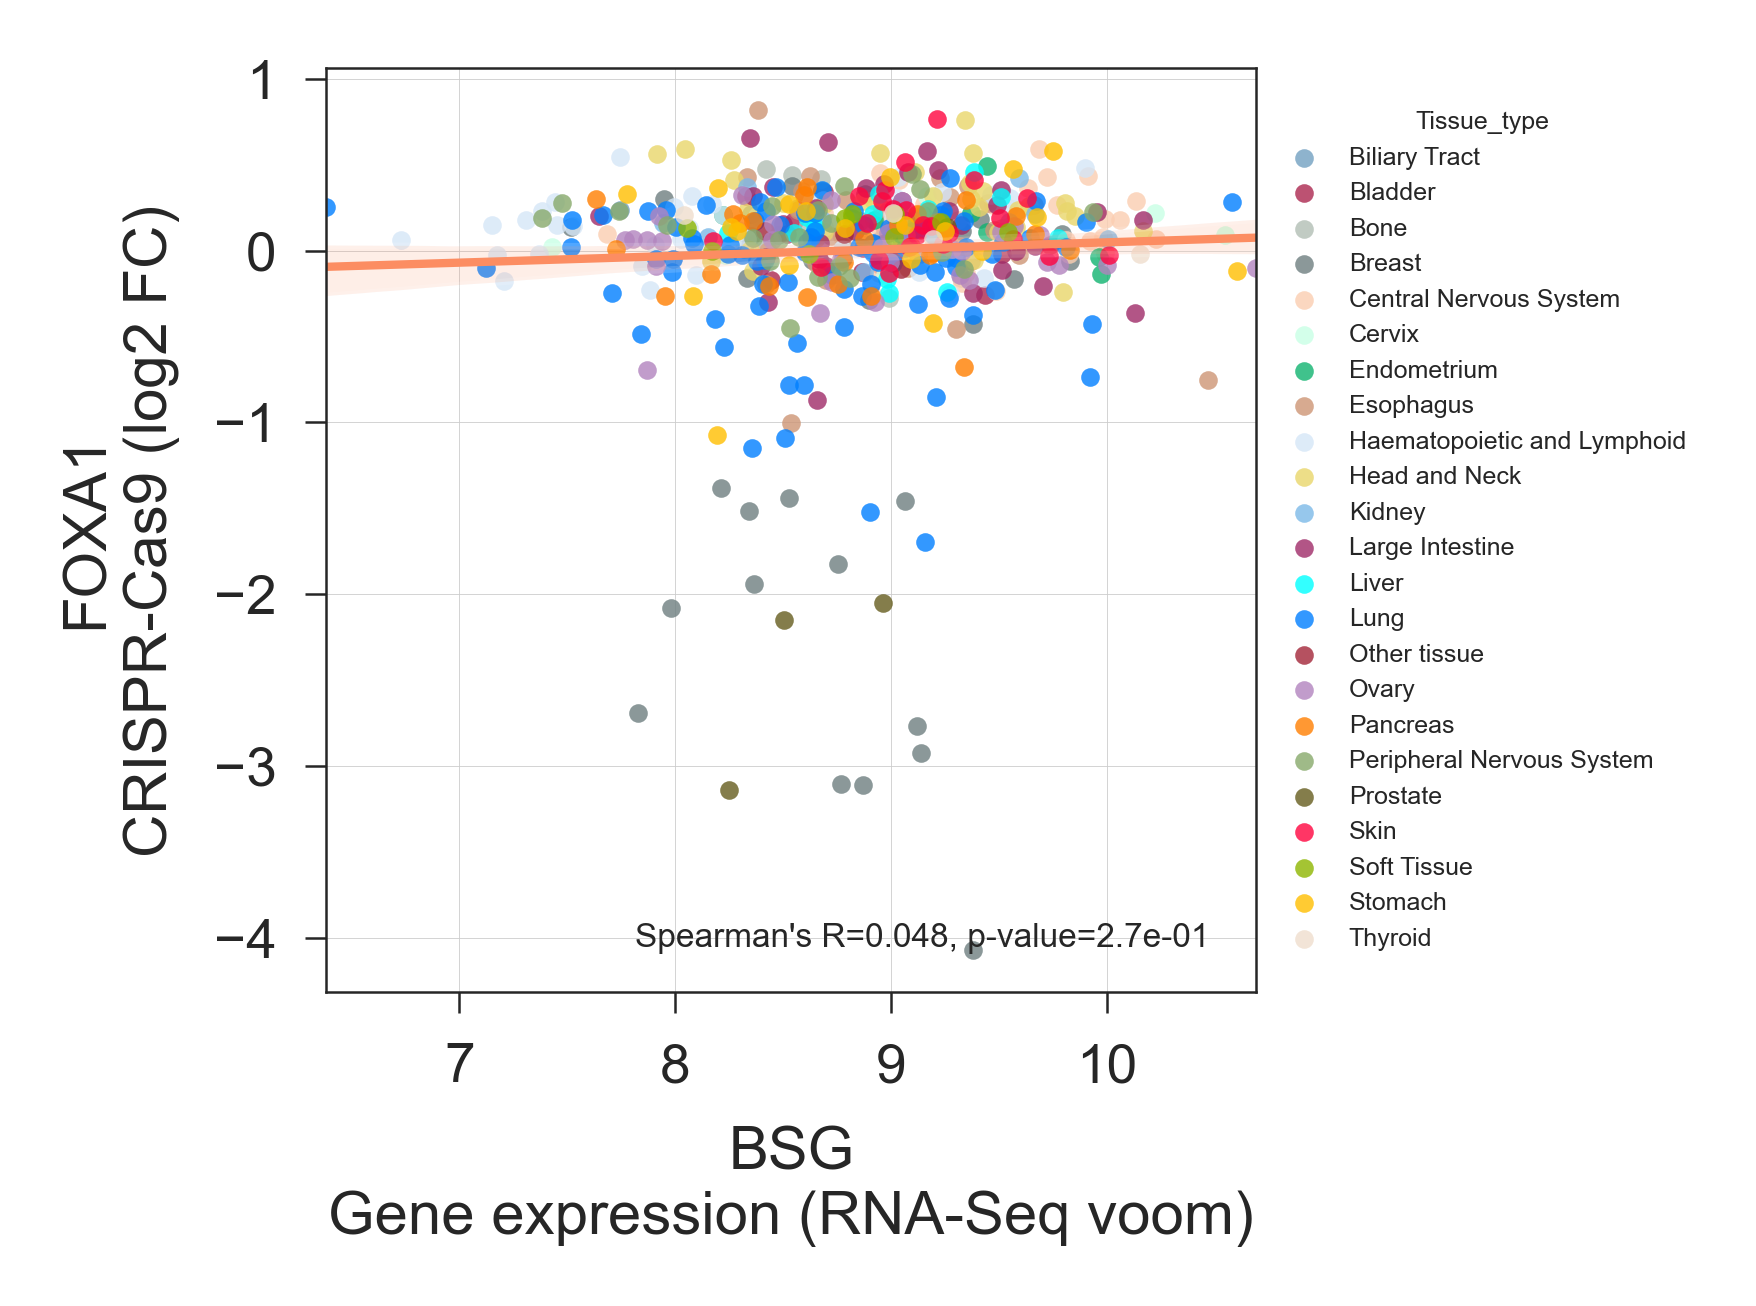 1
0
−1
−2
−3
−4
FOXA1
CRISPR-Cas9 (log2 FC)
Spearman's R=0.048, p-value=2.7e-01
7
8
9
10
BSG
Gene expression (RNA-Seq voom)
Tissue_type
Biliary Tract
Bladder
Bone
Breast
Central Nervous System
Cervix
Endometrium
Esophagus
Haematopoietic and Lymphoid
Head and Neck
Kidney
Large Intestine
Liver
Lung
Other tissue
Ovary
Pancreas
Peripheral Nervous System
Prostate
Skin
Soft Tissue
Stomach
Thyroid